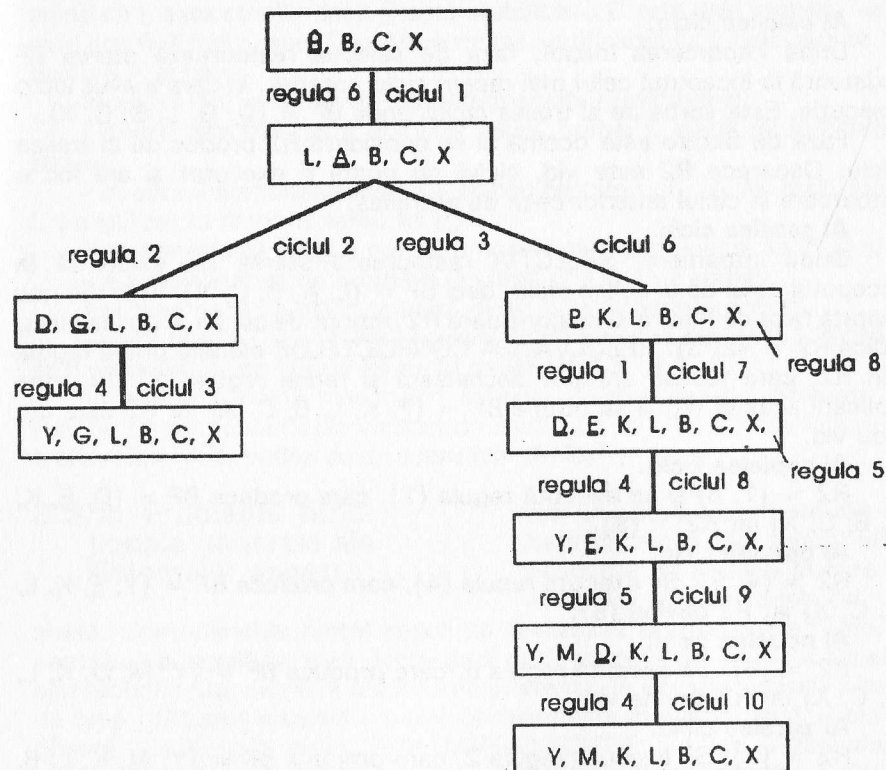 B, C, X
regula 6 ciclul 1
L, A, B, C, X
regula 2 ciclul 2 regula 3 ciclul 6
D, G, L, B, C, X
P, K, L, B, C, X,
regula 8
regula 4 ciclul 3
regula 1 ciclul 7
Y, G, L, B, C, X
D, E, K, L, B, C, X,
regula 5
regula 4 ciclul 8
Y, E, K, L, B, C, X,
regula 5 ciclul 9
Y, M, D, K, L, B, C, X
regula 4 ciclul 10
Y, M, K, L, B, C, X